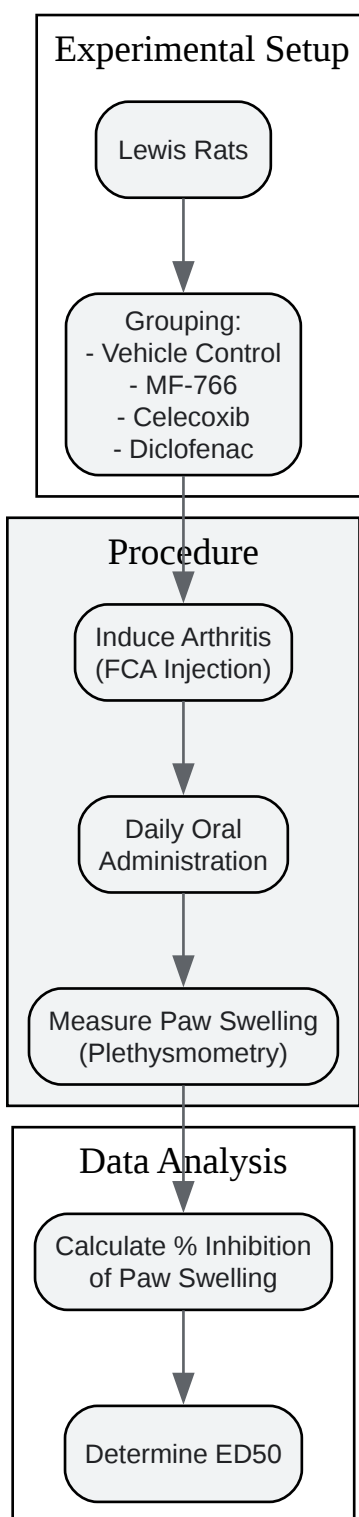 Experimental Setup
Lewis Rats
Grouping:
- Vehicle Control
- MF-766
- Celecoxib
- Diclofenac
Procedure
Induce Arthritis
(FCA Injection)
Daily Oral
Administration
Measure Paw Swelling
(Plethysmometry)
Data Analysis
Calculate % Inhibition
of Paw Swelling
Determine ED50